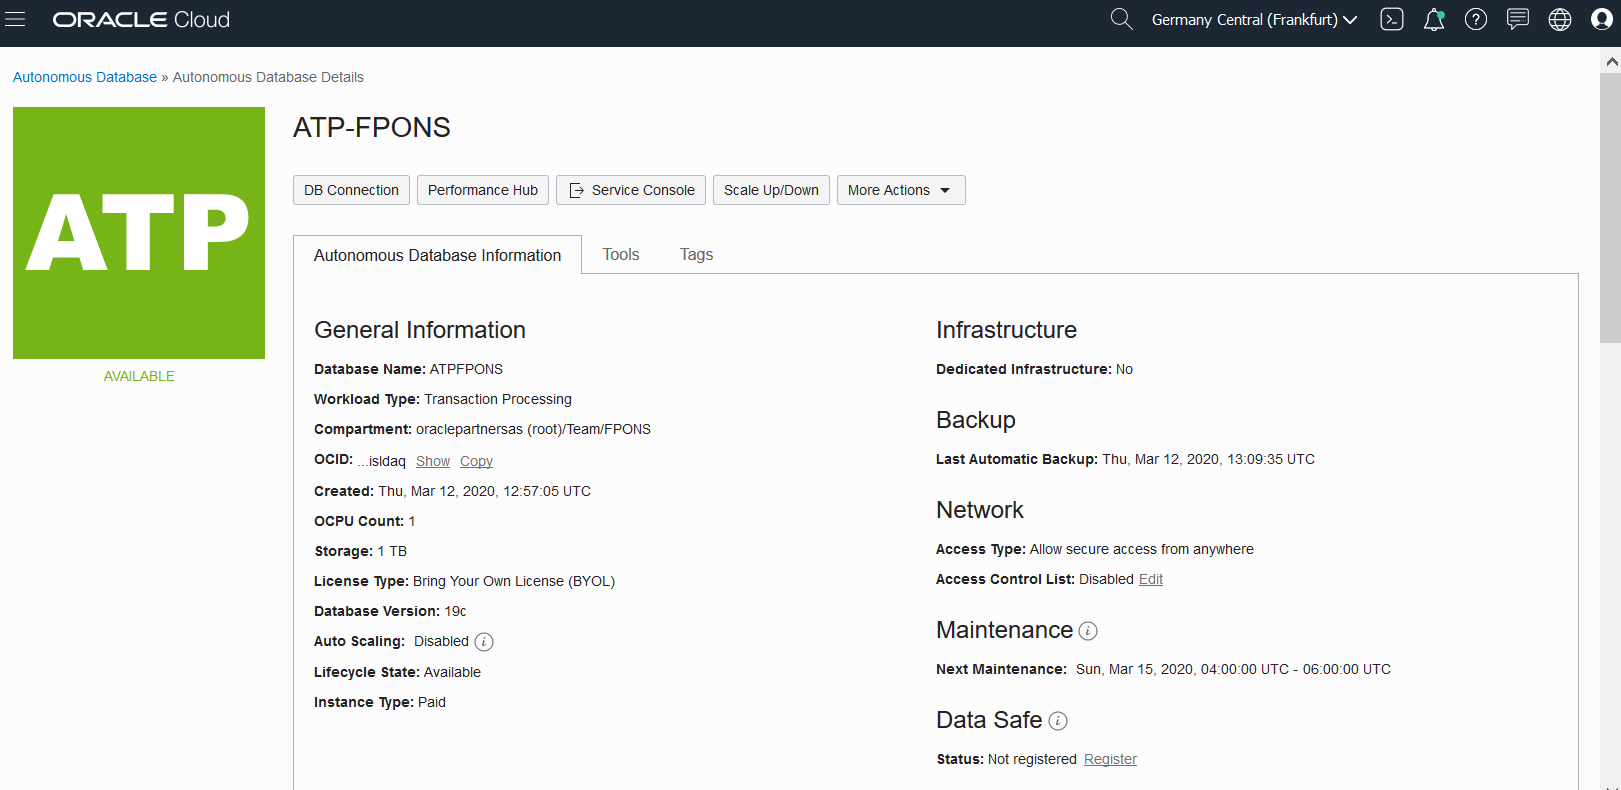 ORACLE Cloud
Germany Central (Frankfurt)
Autonomous Database » Autonomous Database Details
ATP
AVAILABLE
ATP-FPONS
DB Connection
Performance Hub
Service Console
Scale Up/Down
More Actions
Autonomous Database Information
Tools
Tags
General Information
Database Name: ATPFPONS
Workload Type: Transaction Processing
Compartment: oraclepartnersas (root)/Team/FPONS
OCID: ...isldaq Show Copy
Created: Thu, Mar 12, 2020, 12:57:05 UTC
OCPU Count: 1
Storage: 1 TB
License Type: Bring Your Own License (BYOL)
Database Version: 19c
Auto Scaling: Disabled
Lifecycle State: Available
Instance Type: Paid
Infrastructure
Dedicated Infrastructure: No
Backup
Last Automatic Backup: Thu, Mar 12, 2020, 13:09:35 UTC
Network
Access Type: Allow secure access from anywhere
Access Control List: Disabled Edit
Maintenance
Next Maintenance: Sun, Mar 15, 2020, 04:00:00 UTC - 06:00:00 UTC
Data Safe
Status: Not registered Register